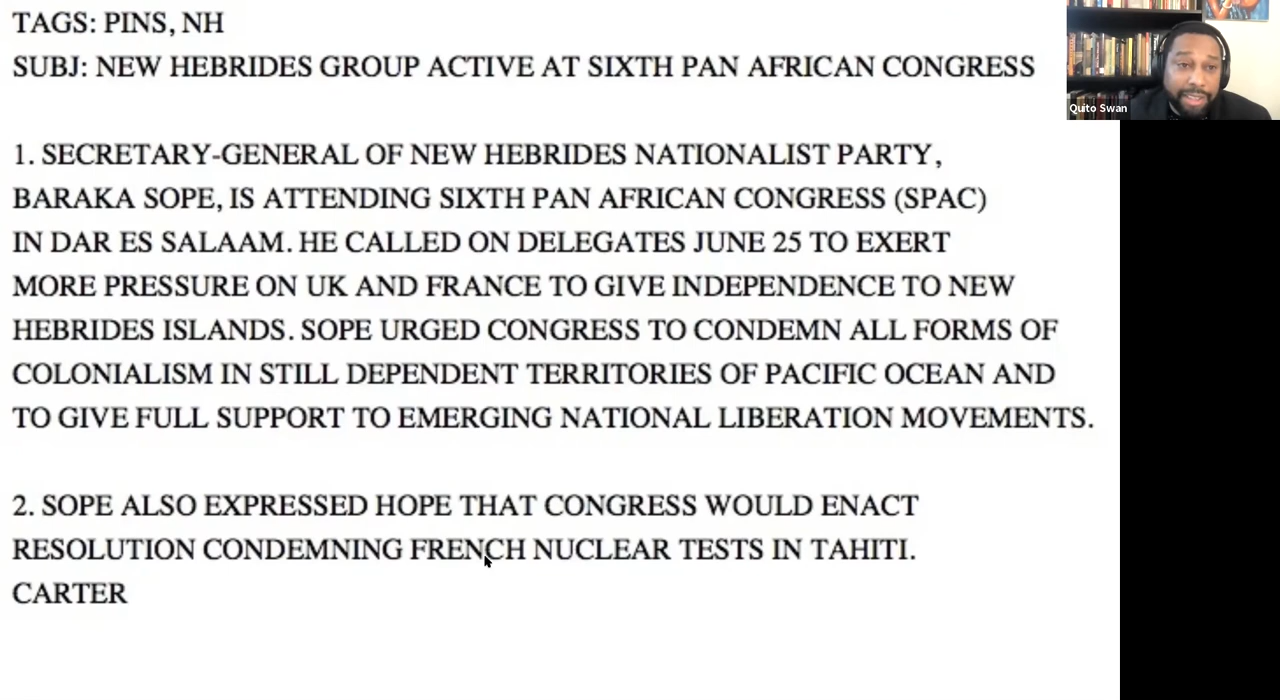 TAGS: PINS, NH
SUBJ: NEW HEBRIDES GROUP ACTIVE AT SIXTH PAN AFRICAN CONGRESS
1. SECRETARY-GENERAL OF NEW HEBRIDES NATIONALIST PARTY,
BARAKA SOPE, IS ATTENDING SIXTH PAN AFRICAN CONGRESS (SPAC)
IN DAR ES SALAAM. HE CALLED ON DELEGATES JUNE 25 TO EXERT
MORE PRESSURE ON UK AND FRANCE TO GIVE INDEPENDENCE TO NEW
HEBRIDES ISLANDS. SOPE URGED CONGRESS TO CONDEMN ALL FORMS OF
COLONIALISM IN STILL DEPENDENT TERRITORIES OF PACIFIC OCEAN AND
TO GIVE FULL SUPPORT TO EMERGING NATIONAL LIBERATION MOVEMENTS.
2. SOPE ALSO EXPRESSED HOPE THAT CONGRESS WOULD ENACT
RESOLUTION CONDEMNING FRENCH NUCLEAR TESTS IN TAHITI.
CARTER
Quito Swan